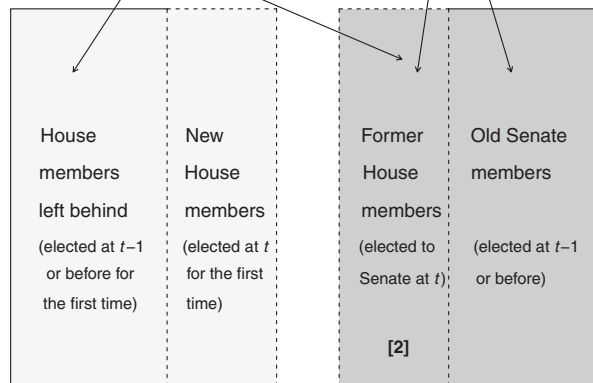 House
members
left behind
(elected at t−1
or before for
the first time)
New
House
members
(elected at t
for the first
time)
Former
House
members
(elected to
Senate at t)
[2]
Old Senate
members
(elected at t−1
or before)